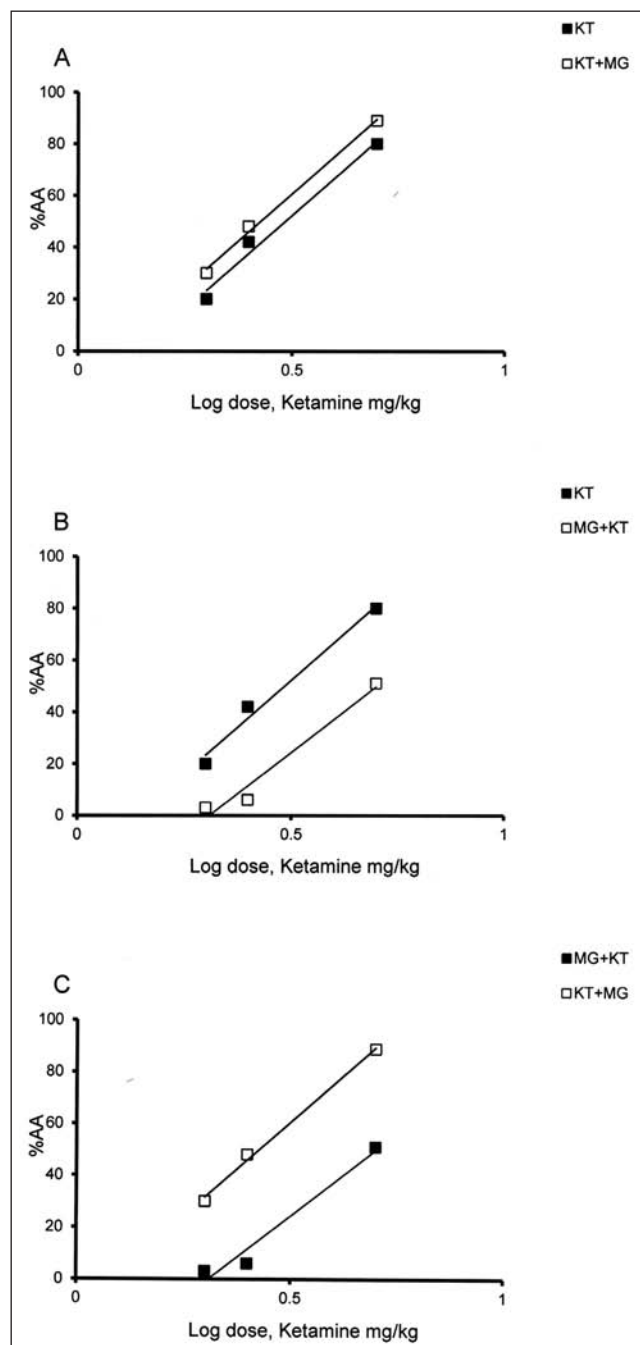 ■KT
A
□KT+MG
100
80
60
40
20
0
%AA
0
0.5
1
Log dose, Ketamine mg/kg
■KT
B
□MG+KT
100
80
60
40
20
0
%AA
0
0.5
1
Log dose, Ketamine mg/kg
■MG+KT
C
□KT+MG
100
80
60
40
20
0
%AA
0
0.5
1
Log dose, Ketamine mg/kg